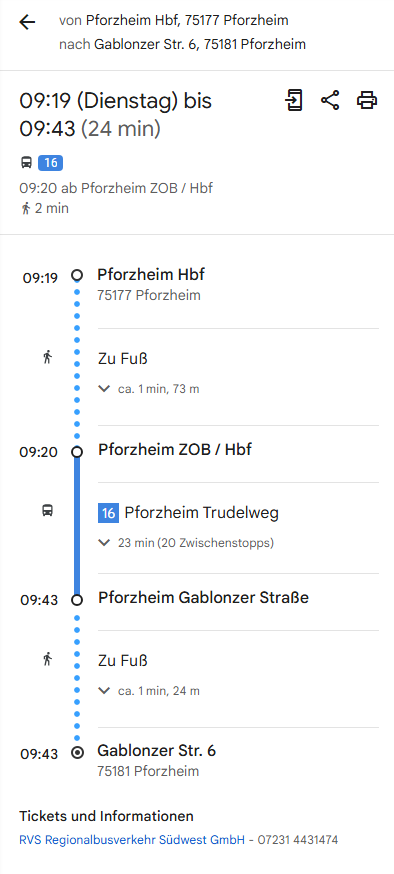 von Pforzheim Hbf, 75177 Pforzheim
nach Gablonzer Str. 6, 75181 Pforzheim
09:19 (Dienstag) bis
09:43 (24 min)
16
09:20 ab Pforzheim ZOB / Hbf
2 min
09:19 Pforzheim Hbf
75177 Pforzheim
Zu Fuß
ca. 1 min, 73 m
09:20 Pforzheim ZOB / Hbf
16 Pforzheim Trudelweg
23 min (20 Zwischenstopps)
09:43 Pforzheim Gablonzer Straße
Zu Fuß
ca. 1 min, 24 m
09:43 Gablonzer Str. 6
75181 Pforzheim
Tickets und Informationen
RVS Regionalbusverkehr Südwest GmbH - 07231 4431474